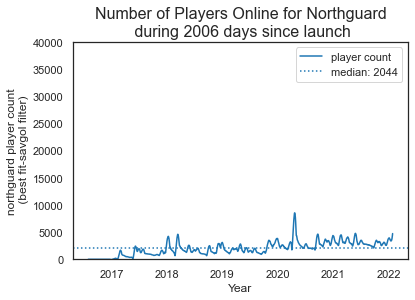 Number of Players Online for Northguard
during 2006 days since launch
player count
median: 2044
northguard player count
(best fit-savgol filter)
40000
35000
30000
25000
20000
15000
10000
5000
0
2017
2018
2019
2020
2021
2022
Year